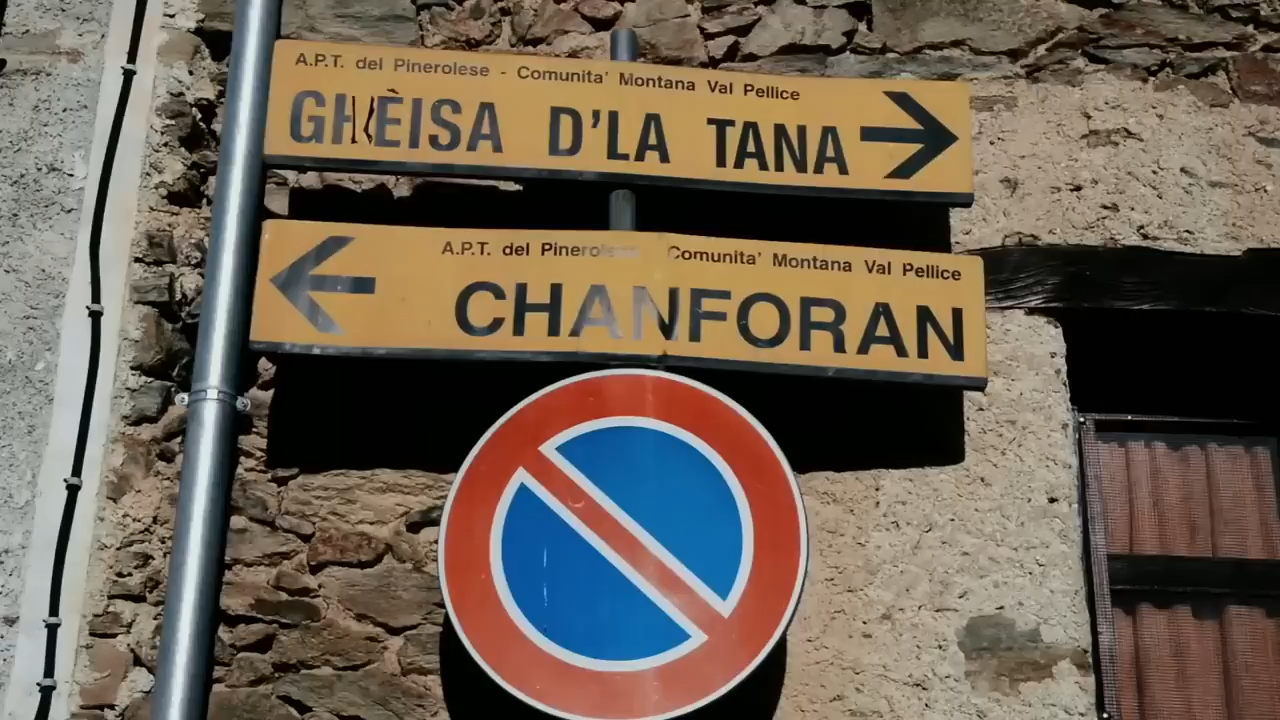 A.P.T. del Pinerolese - Comunita' Montana Val Pellice
GHÈISA D'LA TANA
A.P.T. del Pinerolese Comunita' Montana Val Pellice
CHANFORAN